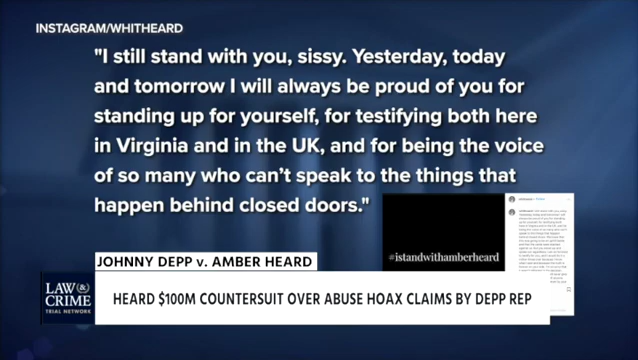 INSTAGRAM/WHITHEARD
"I still stand with you, sissy. Yesterday, today
and tomorrow I will always be proud of you for
standing up for yourself, for testifying both here
in Virginia and in the UK, and for being the voice
of so many who can’t speak to the things that
happen behind closed doors."
#istandwithamberheard
JOHNNY DEPP v. AMBER HEARD
LAW&
CRIME
TRIAL NETWORK
HEARD $100M COUNTERSUIT OVER ABUSE HOAX CLAIMS BY DEPP REP